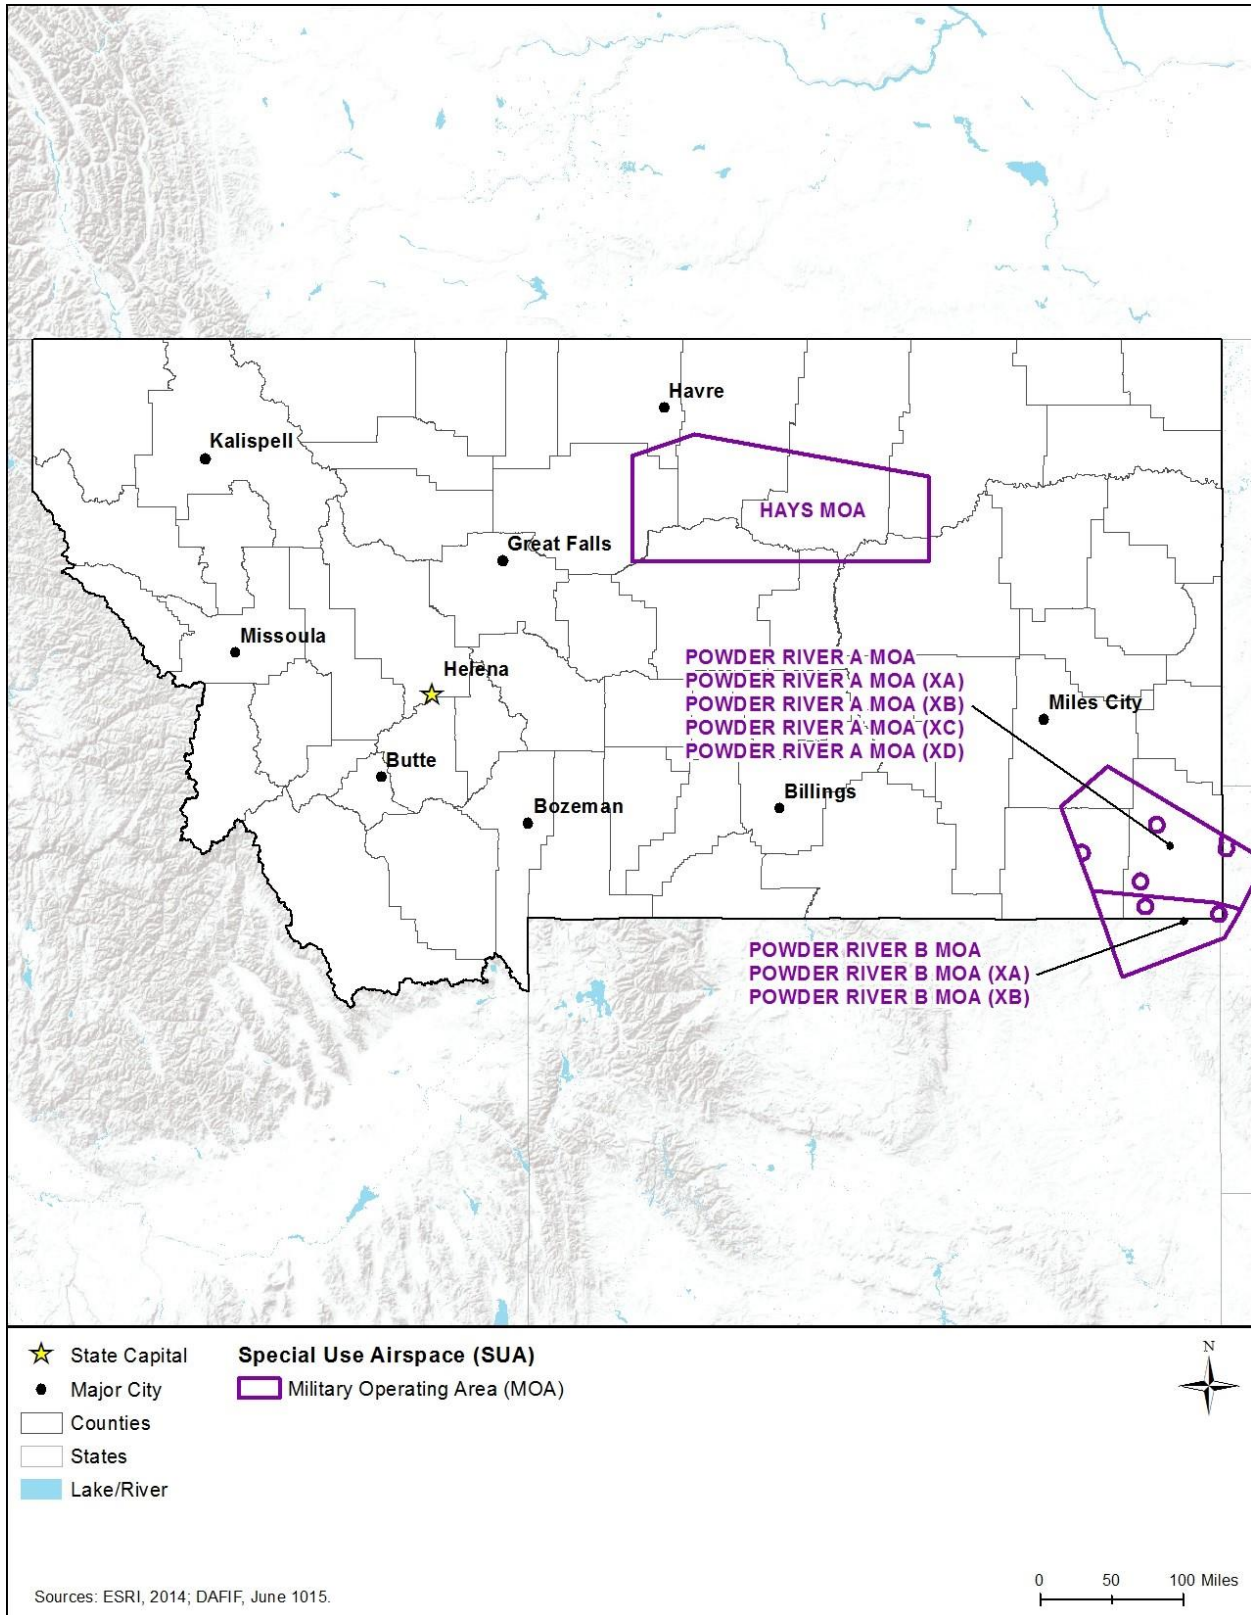 Havre
Kalispell
HAYS MOA
Great Falls
Missoula
Helena
POWDER RIVER A MOA
POWDER RIVER A MOA (XA)
POWDER RIVER A MOA (XB)
POWDER RIVER A MOA (XC)
POWDER RIVER A MOA (XD)
Miles City
Butte
Billings
Bozeman
POWDER RIVER B MOA
POWDER RIVER B MOA (XA)
POWDER RIVER B MOA (XB)
State Capital
Major City
Counties
States
Lake/River
Special Use Airspace (SUA)
Military Operating Area (MOA)
N
Sources: ESRI, 2014; DAFIF, June 1015.
0 50 100 Miles